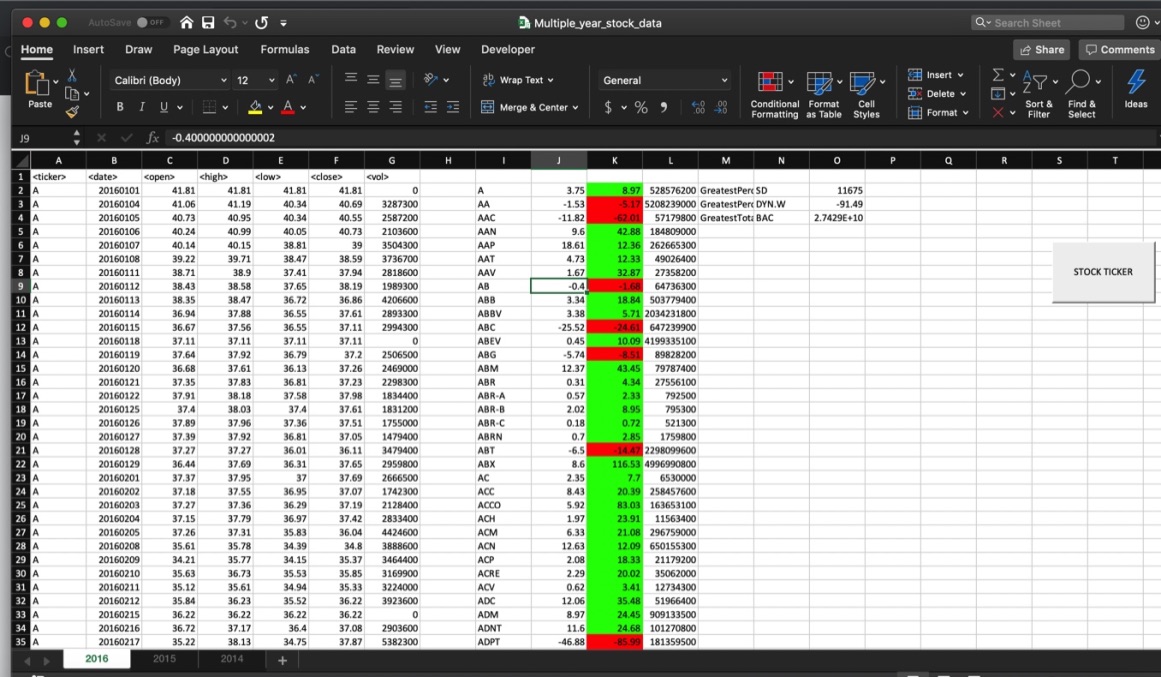 AutoSave OFF Multiple_year_stock_data Search Sheet
Home Insert Draw Page Layout Formulas Data Review View Developer Share Comments
Paste Calibri (Body) 12 A A Wrap Text General Insert
B I U A Merge & Center $ % Conditional Formatting Format as Table Cell Styles Delete Format Sort & Filter Find & Select Ideas
J9 fx -0.400000000000002
A B C D E F G H I J K L M N O P Q R S T
1 <ticker> <date> <open> <high> <low> <close> <vol>
2 A 20160101 41.81 41.81 41.81 41.81 0 A 3.75 8.97 528576200 GreatestPerc SD 11675
3 A 20160104 41.06 41.19 40.34 40.69 3287300 AA -1.53 -5.17 5208239000 GreatestPerc DYN.W -91.49
4 A 20160105 40.73 40.95 40.34 40.55 2587200 AAC -11.82 -62.01 57179800 GreatestTota BAC 2.7429E+10
5 A 20160106 40.24 40.99 40.05 40.73 2103600 AAN 9.6 42.88 184809000
6 A 20160107 40.14 40.15 38.81 39 3504300 AAP 18.61 12.36 262665300
7 A 20160108 39.22 39.71 38.47 38.59 3736700 AAT 4.73 12.33 49026400
8 A 20160111 38.71 38.9 37.41 37.94 2818600 AAV 1.67 32.87 27358200
9 A 20160112 38.43 38.58 37.65 38.19 1989300 AB -0.4 -1.68 64736300
10 A 20160113 38.35 38.47 36.72 36.86 4206600 ABB 3.34 18.84 503779400
11 A 20160114 36.94 37.88 36.55 37.61 2893300 ABBV 3.38 5.71 2034231800
12 A 20160115 36.67 37.56 36.55 37.11 2994300 ABC -25.52 -24.61 647239900
13 A 20160118 37.11 37.11 37.11 37.11 0 ABEV 0.45 10.09 4199335100
14 A 20160119 37.64 37.92 36.79 37.2 2506500 ABG -5.74 -8.51 89828200
15 A 20160120 36.68 37.61 36.13 37.26 2469000 ABM 12.37 43.45 79787400
16 A 20160121 37.35 37.83 36.81 37.23 2298300 ABR 0.31 4.34 27556100
17 A 20160122 37.91 38.18 37.58 37.98 1834400 ABR-A 0.57 2.33 792500
18 A 20160125 37.4 38.03 37.4 37.61 1831200 ABR-B 2.02 8.95 795300
19 A 20160126 37.89 37.96 37.36 37.51 1755000 ABR-C 0.18 0.72 521300
20 A 20160127 37.39 37.92 36.81 37.05 1479400 ABRN 0.7 2.85 1759800
21 A 20160128 37.27 37.27 36.01 36.11 3479400 ABT -6.5 -14.47 2298099600
22 A 20160129 36.44 37.69 36.31 37.65 2959800 ABX 8.6 116.53 4996990800
23 A 20160201 37.37 37.95 37 37.69 2666500 AC 2.35 7.7 6530000
24 A 20160202 37.18 37.55 36.95 37.07 1742300 ACC 8.43 20.39 258457600
25 A 20160203 37.27 37.36 36.29 37.19 2128400 ACCO 5.92 83.03 163653100
26 A 20160204 37.15 37.79 36.97 37.42 2833400 ACH 1.97 23.91 11563400
27 A 20160205 37.26 37.31 35.83 36.04 4424600 ACM 6.33 21.08 296759000
28 A 20160208 35.61 35.78 34.39 34.8 3888600 ACN 12.63 12.09 650155300
29 A 20160209 34.21 35.77 34.15 35.37 3464400 ACP 2.08 18.33 21179200
30 A 20160210 35.63 36.73 35.53 35.85 3169900 ACRE 2.29 20.02 35062000
31 A 20160211 35.12 35.61 34.94 35.33 3224000 ACV 0.62 3.41 12734300
32 A 20160212 35.84 36.23 35.52 36.22 3923600 ADC 12.06 35.48 51966400
33 A 20160215 36.22 36.22 36.22 36.22 0 ADM 8.97 24.45 909133500
34 A 20160216 36.72 37.17 36.4 37.08 2903600 ADNT 11.6 24.68 101270800
35 A 20160217 35.22 38.13 34.75 37.87 5382300 ADPT -46.88 -85.99 181359500
STOCK TICKER
2016 2015 2014 +